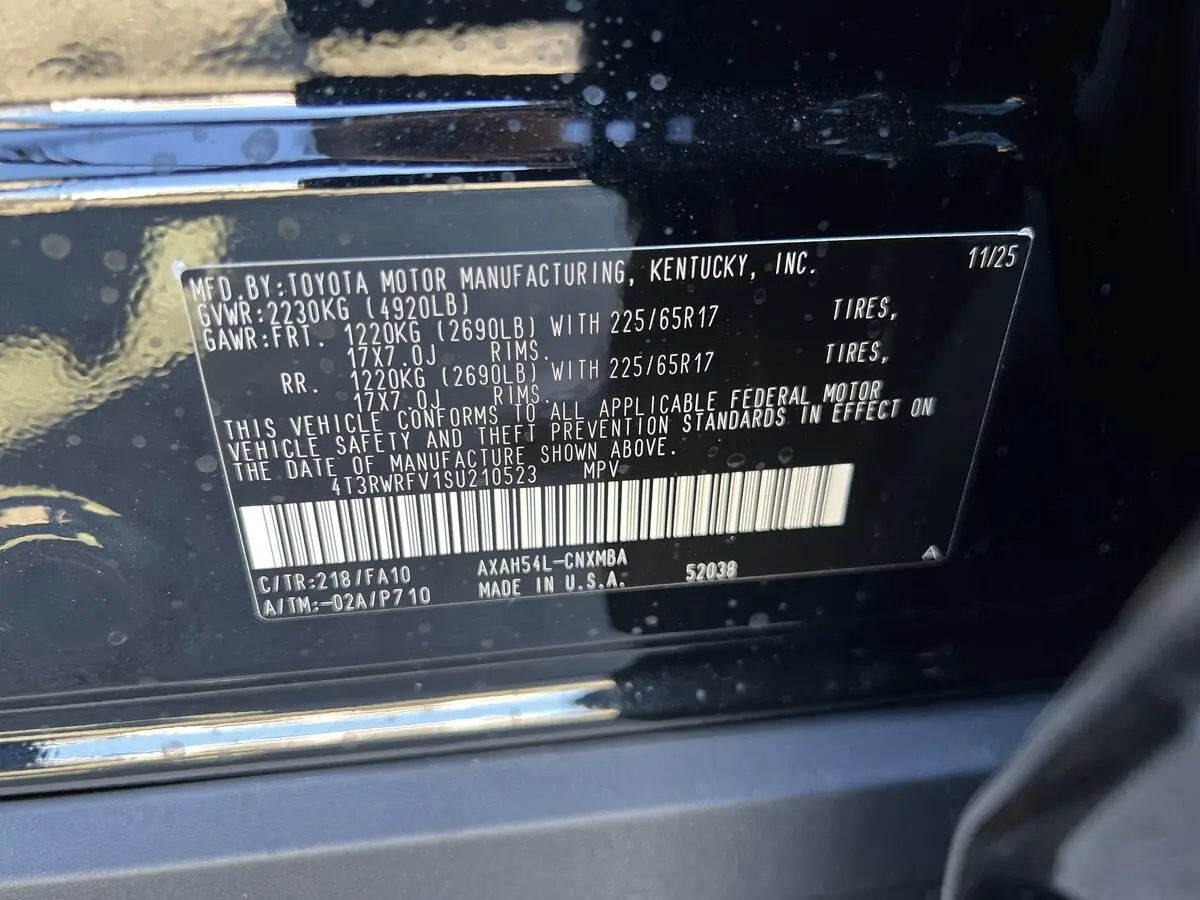 MFD.BY:TOYOTA MOTOR MANUFACTURING, KENTUCKY, INC. 11/25
GVWR:2230KG (4920LB)
GAWR:FRT. 1220KG (2690LB) WITH 225/65R17 TIRES,
17X7.0J RIMS.
RR. 1220KG (2690LB) WITH 225/65R17 TIRES,
17X7.0J RIMS.
THIS VEHICLE CONFORMS TO ALL APPLICABLE FEDERAL MOTOR
VEHICLE SAFETY AND THEFT PREVENTION STANDARDS IN EFFECT ON
THE DATE OF MANUFACTURE SHOWN ABOVE.
4T3RWRFV1SU210523 MPV
C/TR:218/FA10 AXAH54L-CNXMBA 52038
A/TM:-02A/P710 MADE IN U.S.A.
A